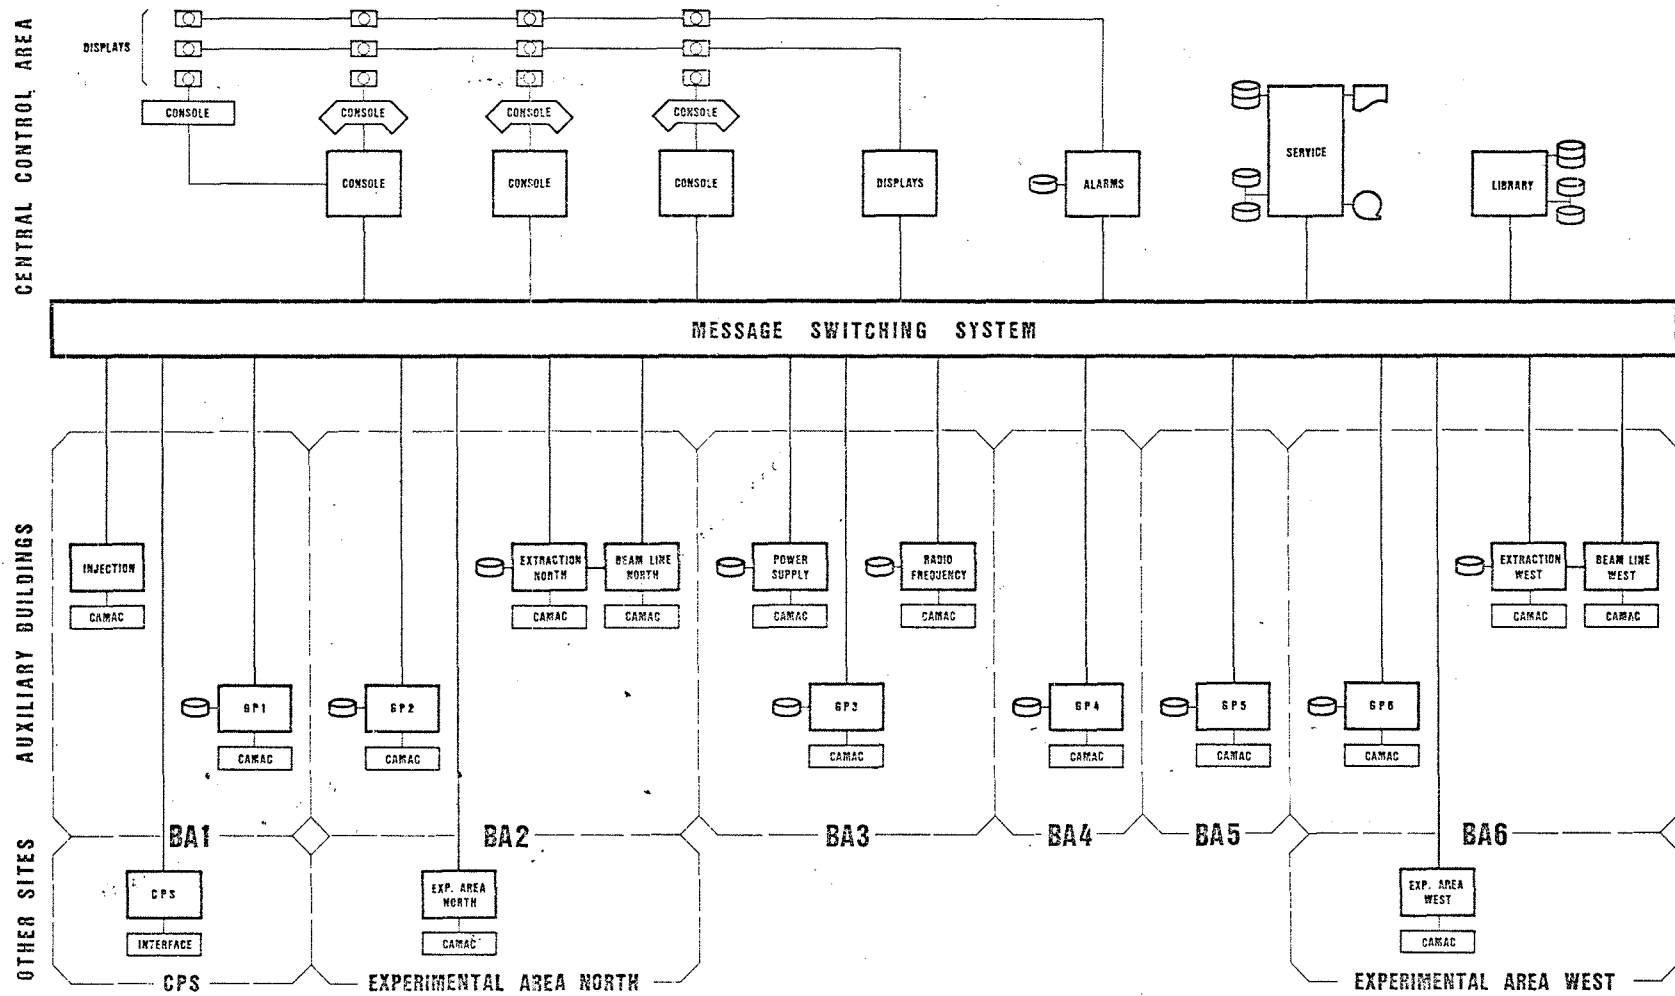 CENTRAL CONTROL AREA
DISPLAYS
CONSOLE
CONSOLE
CONSOLE
CONSOLE
CONSOLE
CONSOLE
CONSOLE
DISPLAYS
ALARMS
SERVICE
LIBRARY
MESSAGE SWITCHING SYSTEM
AUXILIARY BUILDINGS
INJECTION
CAMAC
EXTRACTION
NORTH
CAMAC
BEAM LINE
NORTH
CAMAC
POWER
SUPPLY
CAMAC
RADIO
FREQUENCY
CAMAC
EXTRACTION
WEST
CAMAC
BEAM LINE
WEST
CAMAC
GP1
CAMAC
GP2
CAMAC
GP3
CAMAC
GP4
CAMAC
GP5
CAMAC
GP6
CAMAC
BA1
BA2
BA3
BA4
BA5
BA6
OTHER SITES
CPS
INTERFACE
EXP. AREA
NORTH
CAMAC
EXP. AREA
WEST
CAMAC
CPS
EXPERIMENTAL AREA NORTH
EXPERIMENTAL AREA WEST